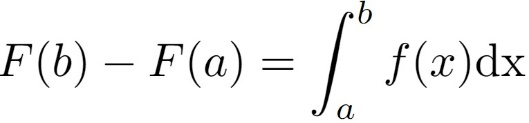 F(b) − F(a) = ∫_a^b f(x)dx